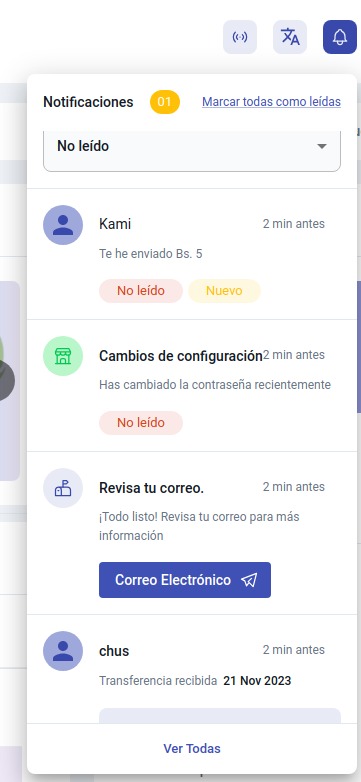 Notificaciones 01 Marcar todas como leídas
No leído
Kami 2 min antes
Te he enviado Bs. 5
No leído Nuevo
Cambios de configuración 2 min antes
Has cambiado la contraseña recientemente
No leído
Revisa tu correo. 2 min antes
¡Todo listo! Revisa tu correo para más
información
Correo Electrónico
chus 2 min antes
Transferencia recibida 21 Nov 2023
Ver Todas